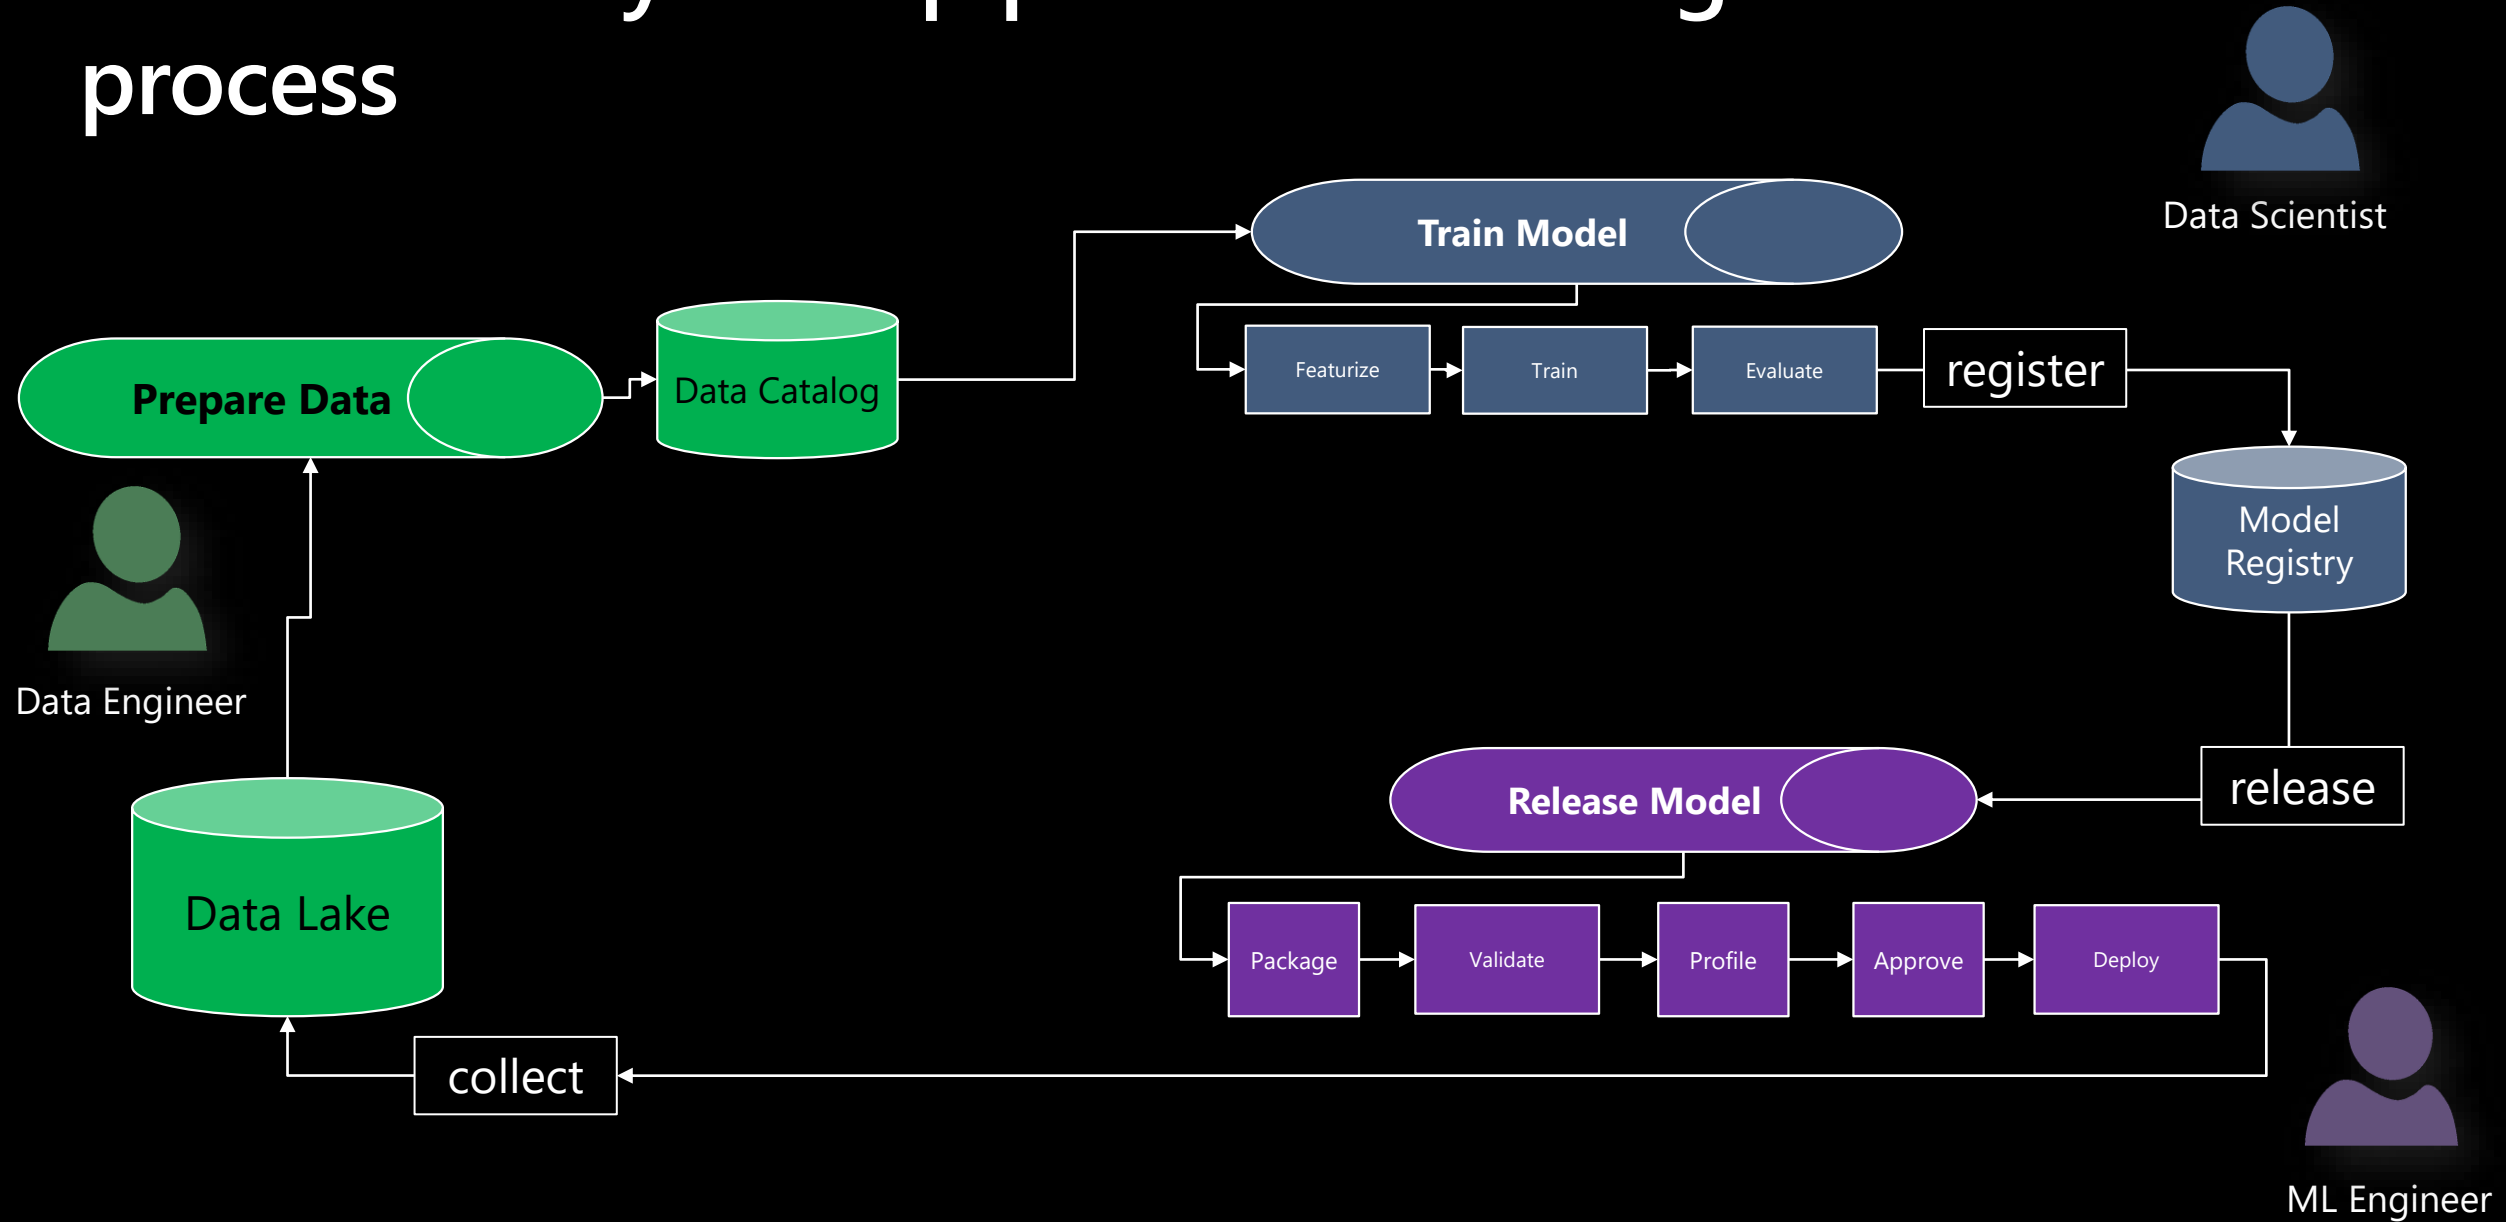 process
Data Scientist
Train Model
Prepare Data
Data Catalog
Featurize
Train
Evaluate
register
Model
Registry
Data Engineer
Release Model
release
Data Lake
Package
Validate
Profile
Approve
Deploy
collect
ML Engineer